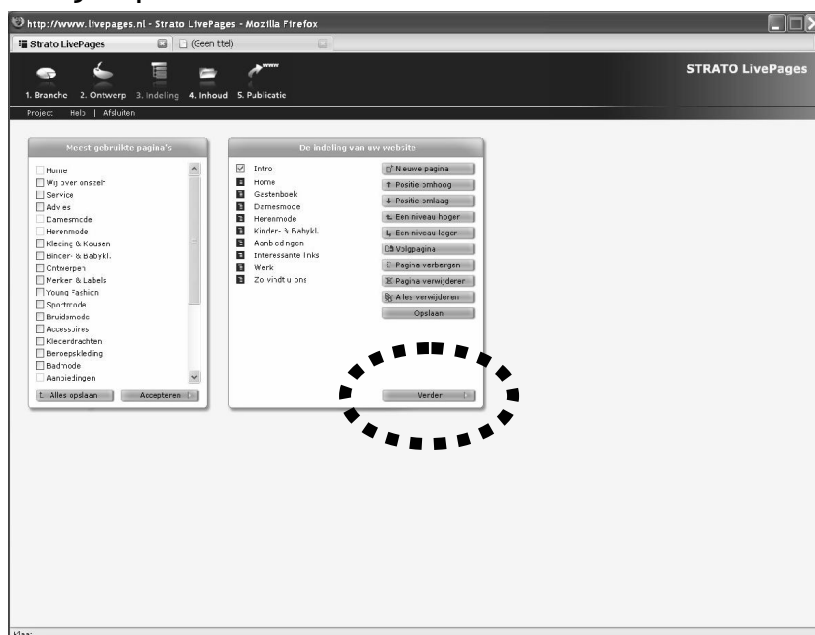 http://www.livepages.nl - Strato LivePages - Mozilla Firefox
Strato LivePages
(Geen titel)
STRATO LivePages
1. Branche 2. Ontwerp 3. Indeling 4. Inhoud 5. Publicatie
Project Help | Afsluiten
Meest gebruikte pagina's
Home
Wij over onszelf
Service
Advies
Damesmode
Herenmode
Kleding & Kousen
Kinder- & Babykl.
Ontwerpen
Merken & Labels
Young Fashion
Sportmode
Bruidsmode
Accessoires
Klederdrachten
Beroepskleding
Badmode
Aanbiedingen
Alles opslaan
Accepteren
De indeling van uw website
Intro
Home
Gastenboek
Damesmode
Herenmode
Kinder- & Babykl.
Aanbiedingen
Interessante links
Werk
Zo vindt u ons
Nieuwe pagina
Positie omhoog
Positie omlaag
Een niveau hoger
Een niveau lager
Volgpagina
Pagina verbergen
Pagina verwijderen
Alles verwijderen
Opslaan
Verder